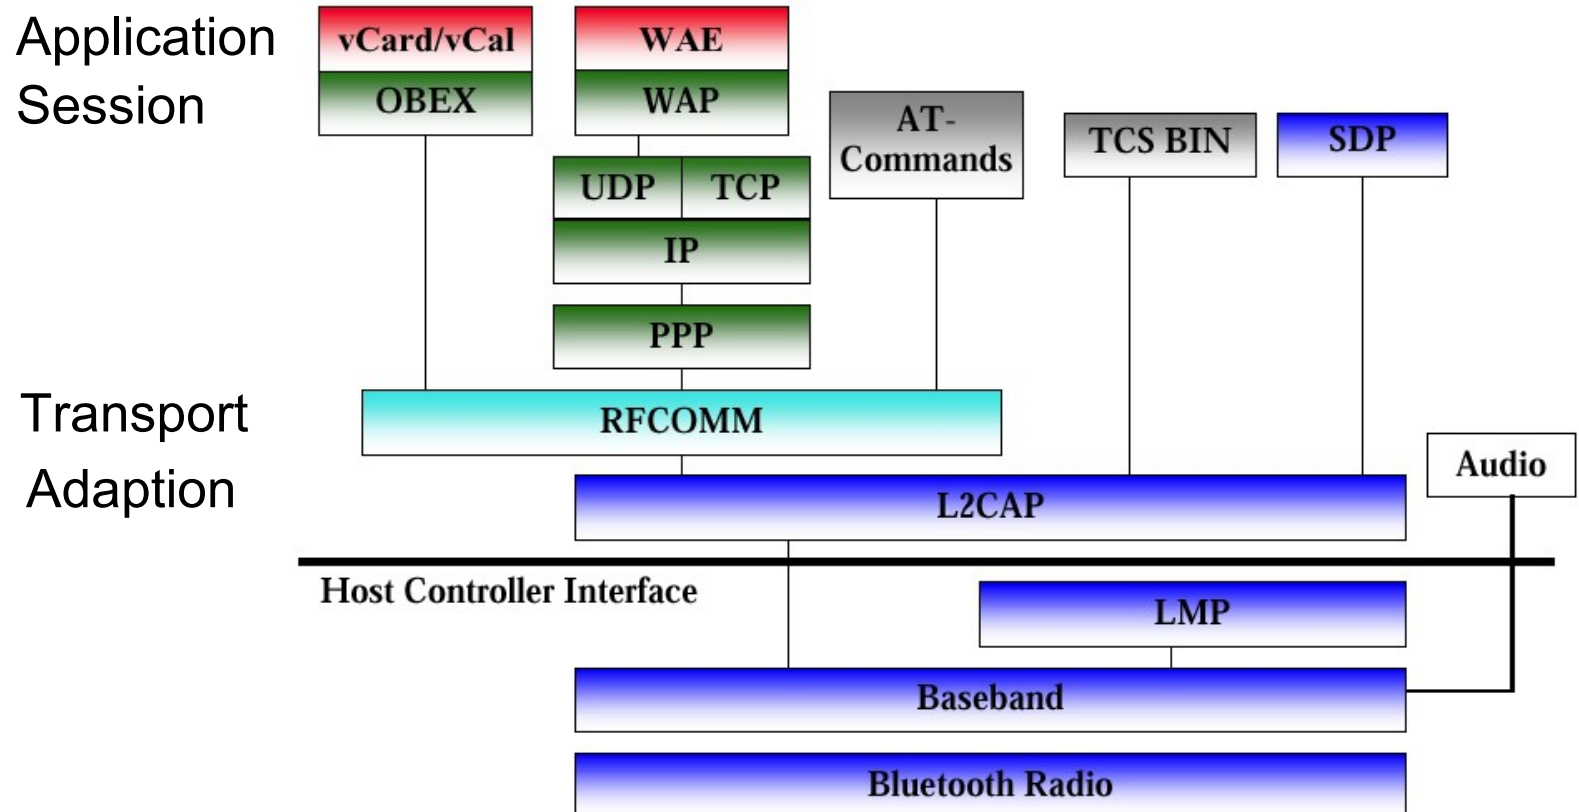 Application
Session
vCard/vCal
OBEX
WAE
WAP
UDP
TCP
IP
PPP
AT-
Commands
TCS BIN
SDP
Transport
Adaption
RFCOMM
L2CAP
Audio
Host Controller Interface
LMP
Baseband
Bluetooth Radio